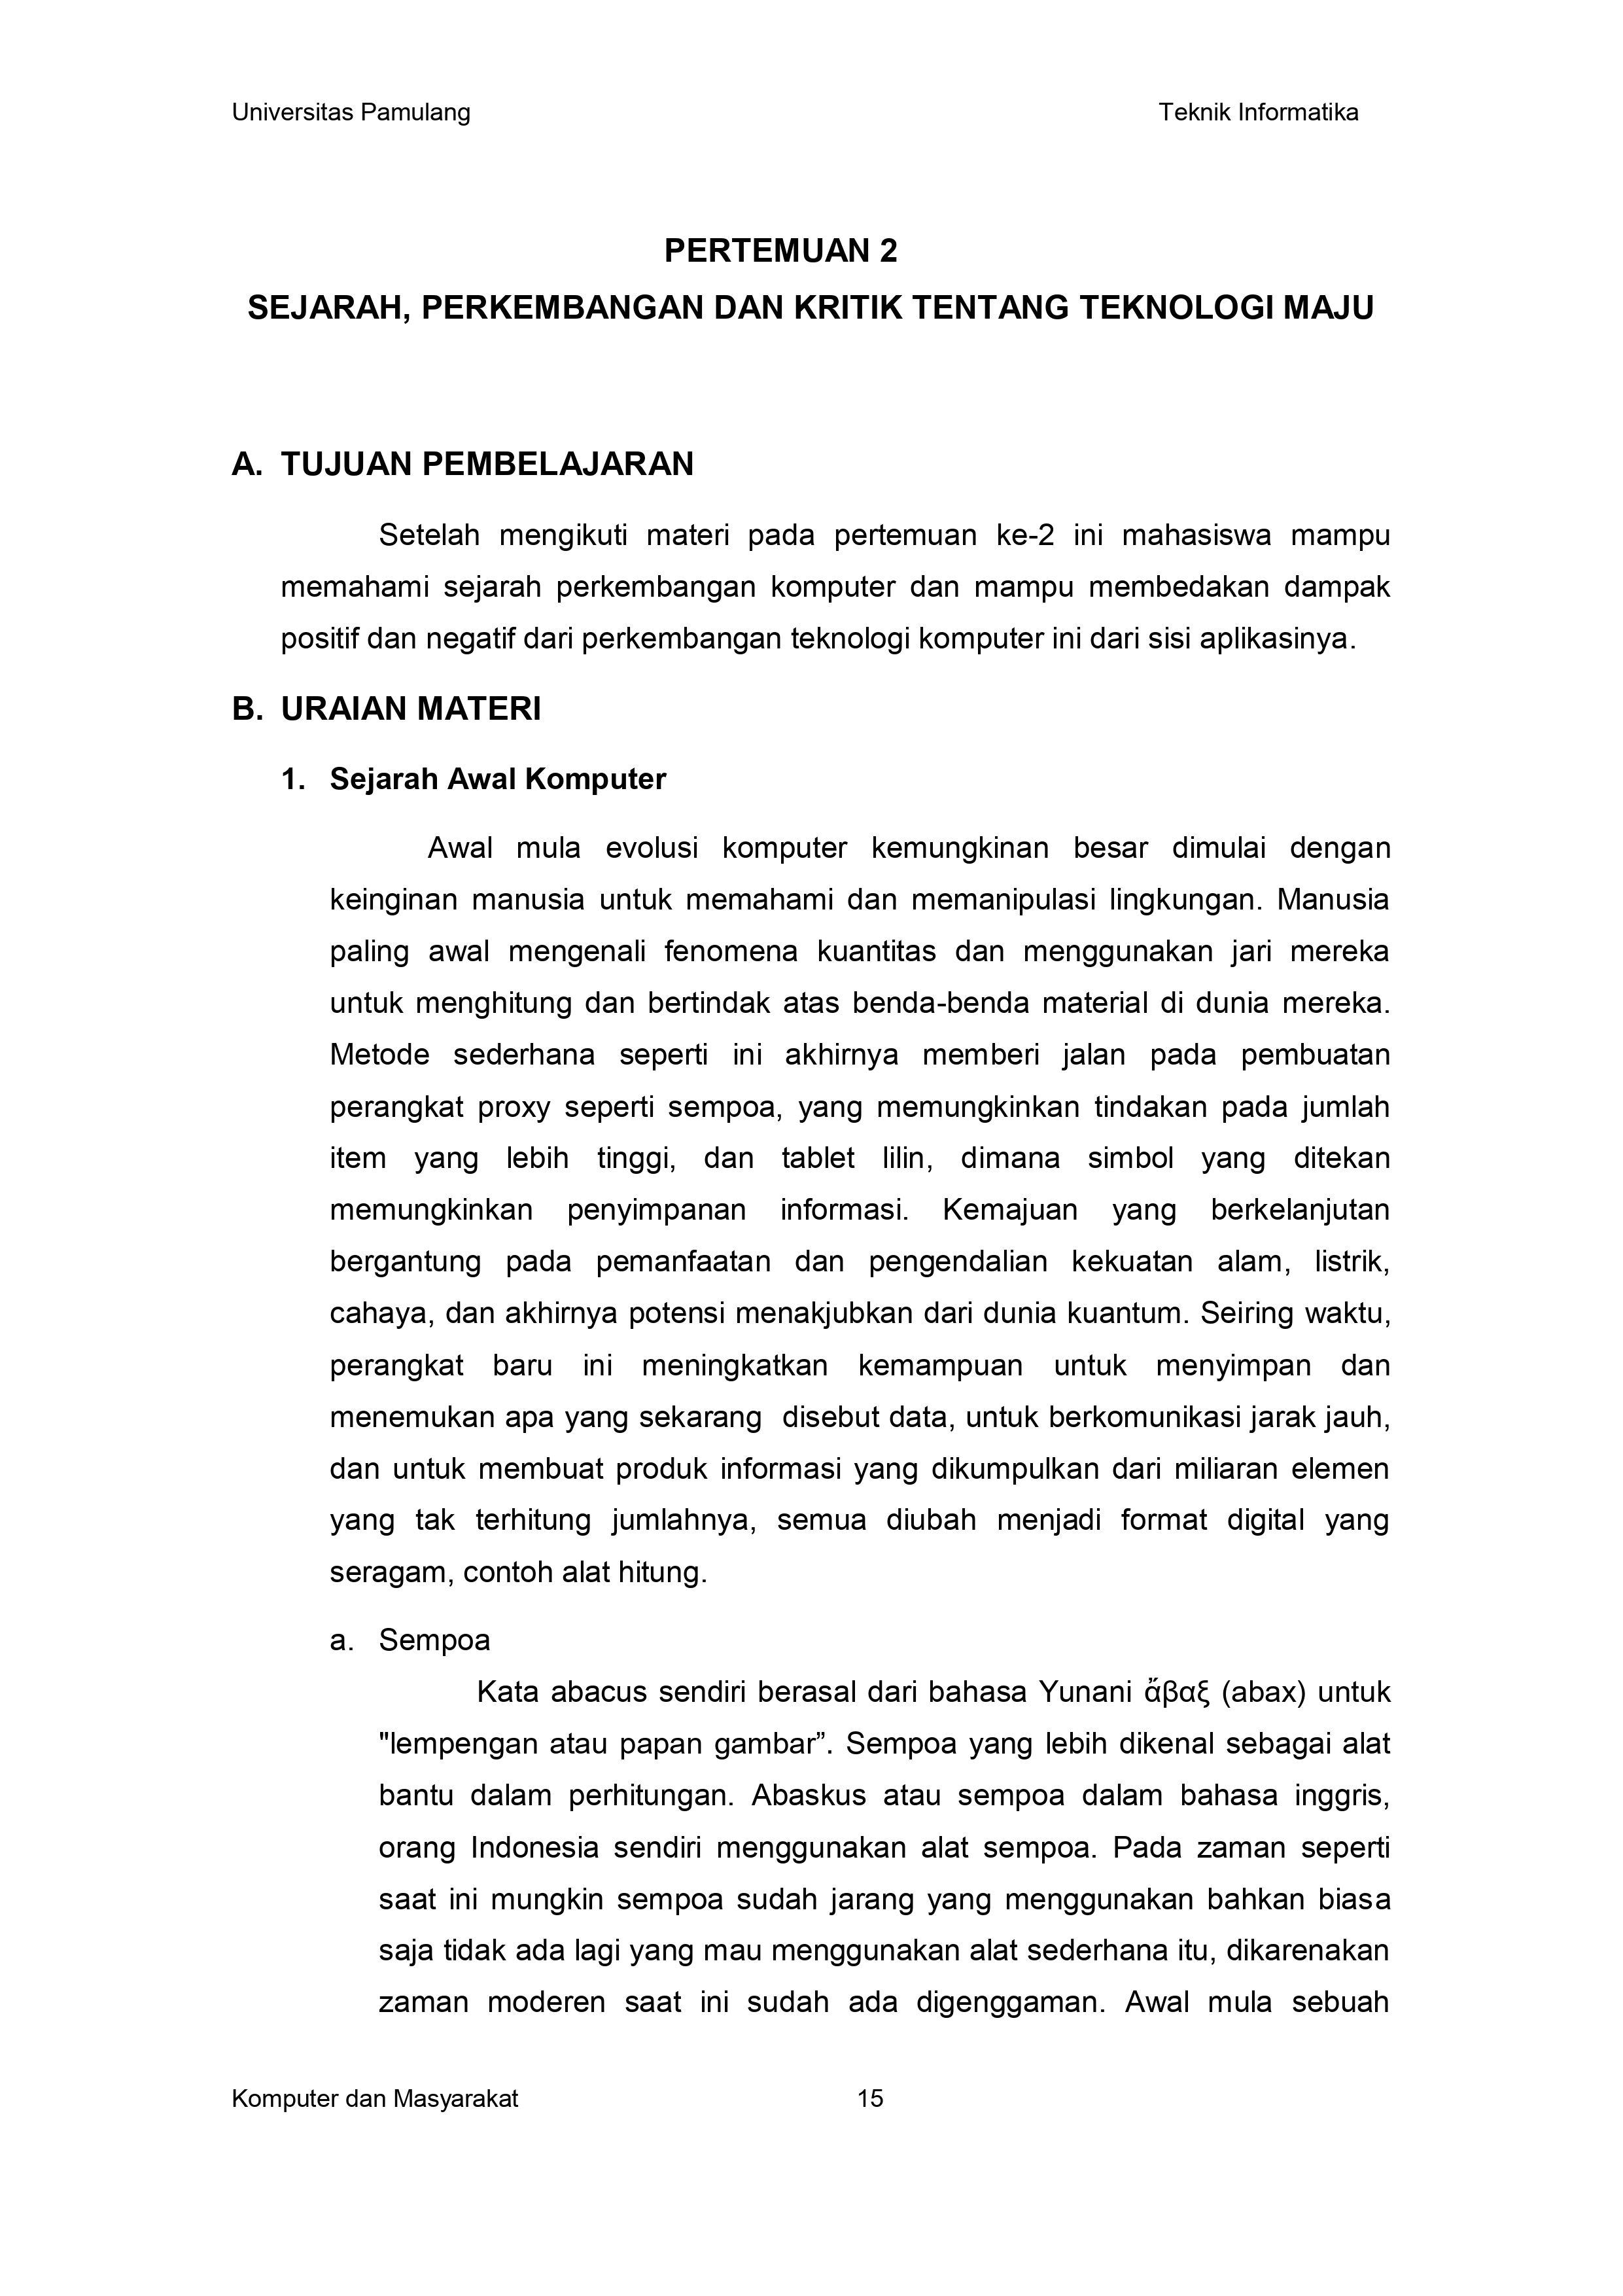 Universitas Pamulang Teknik Informatika
PERTEMUAN 2
SEJARAH, PERKEMBANGAN DAN KRITIK TENTANG TEKNOLOGI MAJU
A. TUJUAN PEMBELAJARAN
Setelah mengikuti materi pada pertemuan ke-2 ini mahasiswa mampu
memahami sejarah perkembangan komputer dan mampu membedakan dampak
positif dan negatif dari perkembangan teknologi komputer ini dari sisi aplikasinya.
B. URAIAN MATERI
1. Sejarah Awal Komputer
Awal mula evolusi komputer kemungkinan besar dimulai dengan
keinginan manusia untuk memahami dan memanipulasi lingkungan. Manusia
paling awal mengenali fenomena kuantitas dan menggunakan jari mereka
untuk menghitung dan bertindak atas benda-benda material di dunia mereka.
Metode sederhana seperti ini akhirnya memberi jalan pada pembuatan
perangkat proxy seperti sempoa, yang memungkinkan tindakan pada jumlah
item yang lebih tinggi, dan tablet lilin, dimana simbol yang ditekan
memungkinkan penyimpanan informasi. Kemajuan yang berkelanjutan
bergantung pada pemanfaatan dan pengendalian kekuatan alam, listrik,
cahaya, dan akhirnya potensi menakjubkan dari dunia kuantum. Seiring waktu,
perangkat baru ini meningkatkan kemampuan untuk menyimpan dan
menemukan apa yang sekarang disebut data, untuk berkomunikasi jarak jauh,
dan untuk membuat produk informasi yang dikumpulkan dari miliaran elemen
yang tak terhitung jumlahnya, semua diubah menjadi format digital yang
seragam, contoh alat hitung.
a. Sempoa
Kata abacus sendiri berasal dari bahasa Yunani ἄβαξ (abax) untuk
"lempengan atau papan gambar”. Sempoa yang lebih dikenal sebagai alat
bantu dalam perhitungan. Abaskus atau sempoa dalam bahasa inggris,
orang Indonesia sendiri menggunakan alat sempoa. Pada zaman seperti
saat ini mungkin sempoa sudah jarang yang menggunakan bahkan biasa
saja tidak ada lagi yang mau menggunakan alat sederhana itu, dikarenakan
zaman moderen saat ini sudah ada digenggaman. Awal mula sebuah
Komputer dan Masyarakat 15